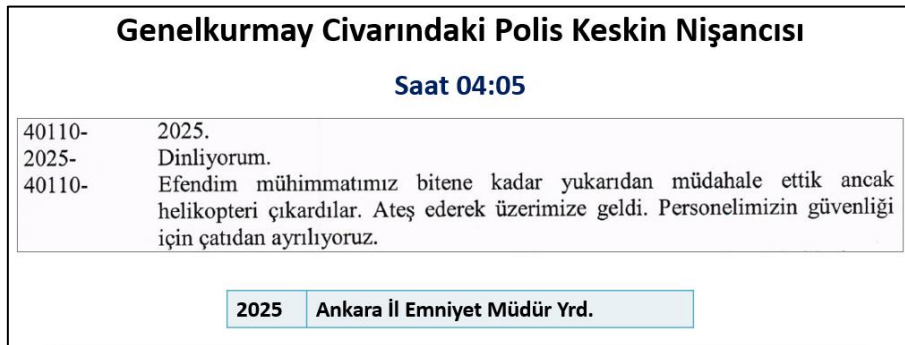 Genelkurmay Civarındaki Polis Keskin Nişancısı
Saat 04:05
40110- 2025.
2025- Dinliyorum.
40110- Efendim mühimmatımız bitene kadar yukarıdan müdahale ettik ancak
helikopteri çıkardılar. Ateş ederek üzerimize geldi. Personelimizin güvenliği
için çatıdan ayrılıyoruz.
2025 Ankara İl Emniyet Müdür Yrd.